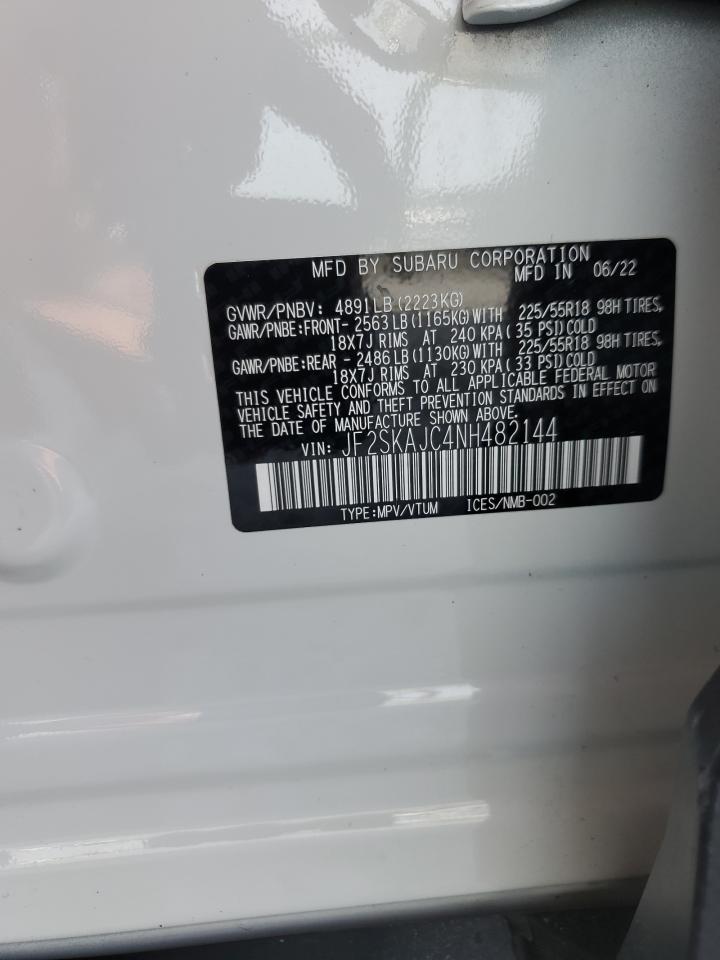 MFD BY SUBARU CORPORATION
MFD IN 06/22
GVWR/PNBV: 4891LB(2223KG)
GAWR/PNBE:FRONT- 2563LB(1165KG)WITH 225/55R18 98H TIRES,
18X7J RIMS AT 240 KPA( 35 PSI)COLD
GAWR/PNBE:REAR - 2486LB(1130KG)WITH 225/55R18 98H TIRES,
18X7J RIMS AT 230 KPA( 33 PSI)COLD
THIS VEHICLE CONFORMS TO ALL APPLICABLE FEDERAL MOTOR
VEHICLE SAFETY AND THEFT PREVENTION STANDARDS IN EFFECT ON
THE DATE OF MANUFACTURE SHOWN ABOVE.
VIN: JF2SKAJC4NH482144
TYPE:MPV/VTUM ICES/NMB-002